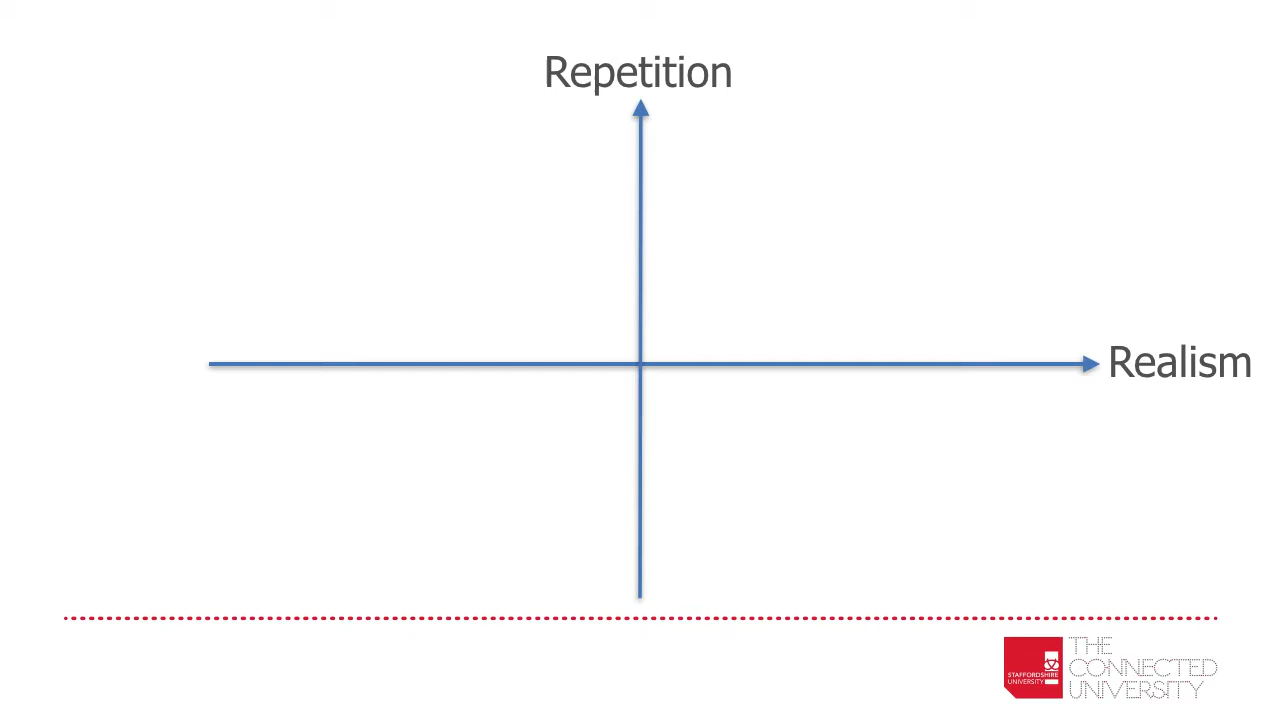 Repetition
Realism
STAFFORDSHIRE
UNIVERSITY
THE
CONNECTED
UNIVERSITY